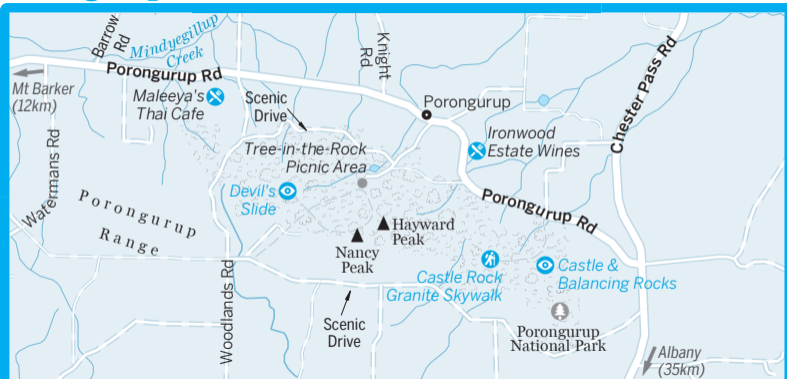 Barrow
Rd
Mindyegillup
Creek
Knight
Rd
Chester Pass Rd
Porongurup Rd
Mt Barker
(12km)
Maleeya's
Thai Cafe
Scenic
Drive
Porongurup
Watermans Rd
Tree-in-the-Rock
Picnic Area
Ironwood
Estate Wines
Devil's
Slide
Porongurup
Range
Porongurup Rd
Hayward
Peak
Nancy
Peak
Woodlands Rd
Castle Rock
Granite Skywalk
Castle &
Balancing Rocks
Scenic
Drive
Porongurup
National Park
Albany
(35km)